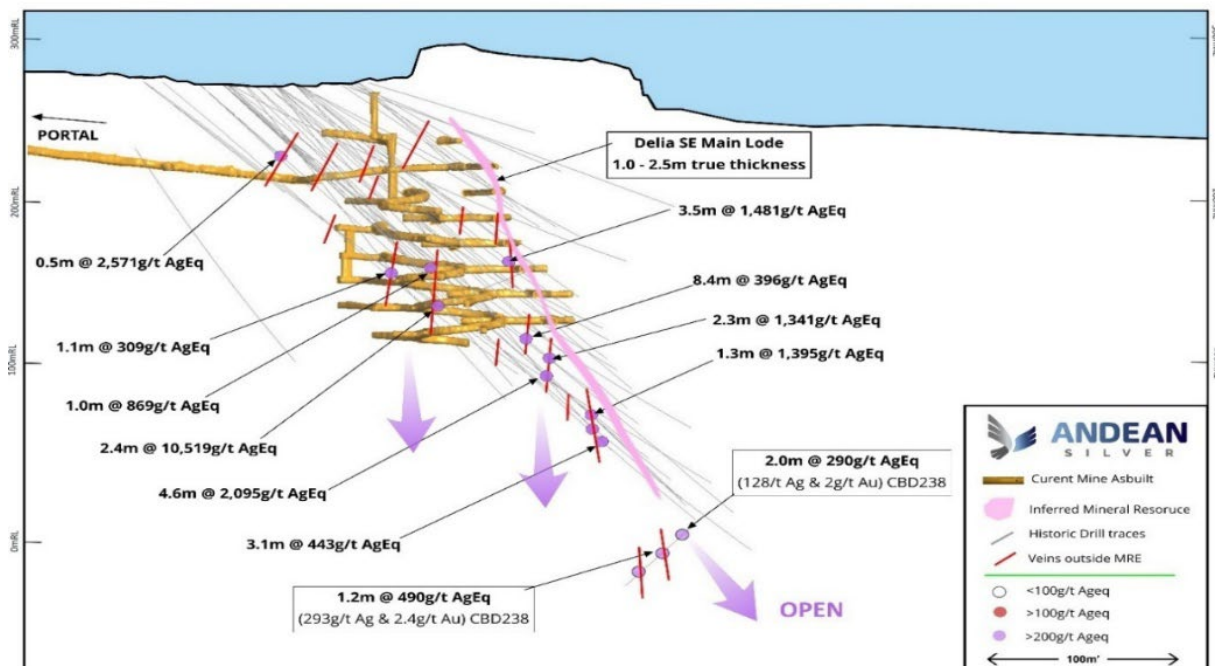 300mRL
PORTAL
Delia SE Main Lode
1.0 - 2.5m true thickness
200mRL
3.5m @ 1,481g/t AgEq
0.5m @ 2,571g/t AgEq
8.4m @ 396g/t AgEq
2.3m @ 1,341g/t AgEq
1.1m @ 309g/t AgEq
1.3m @ 1,395g/t AgEq
100mRL
1.0m @ 869g/t AgEq
2.4m @ 10,519g/t AgEq
4.6m @ 2,095g/t AgEq
2.0m @ 290g/t AgEq
(128/t Ag & 2g/t Au) CBD238
3.1m @ 443g/t AgEq
0mRL
1.2m @ 490g/t AgEq
(293g/t Ag & 2.4g/t Au) CBD238
OPEN
ANDEAN
SILVER
Curent Mine Asbuilt
Inferred Mineral Resoruce
Historic Drill traces
Veins outside MRE
<100g/t Ageq
>100g/t Ageq
>200g/t Ageq
100m'